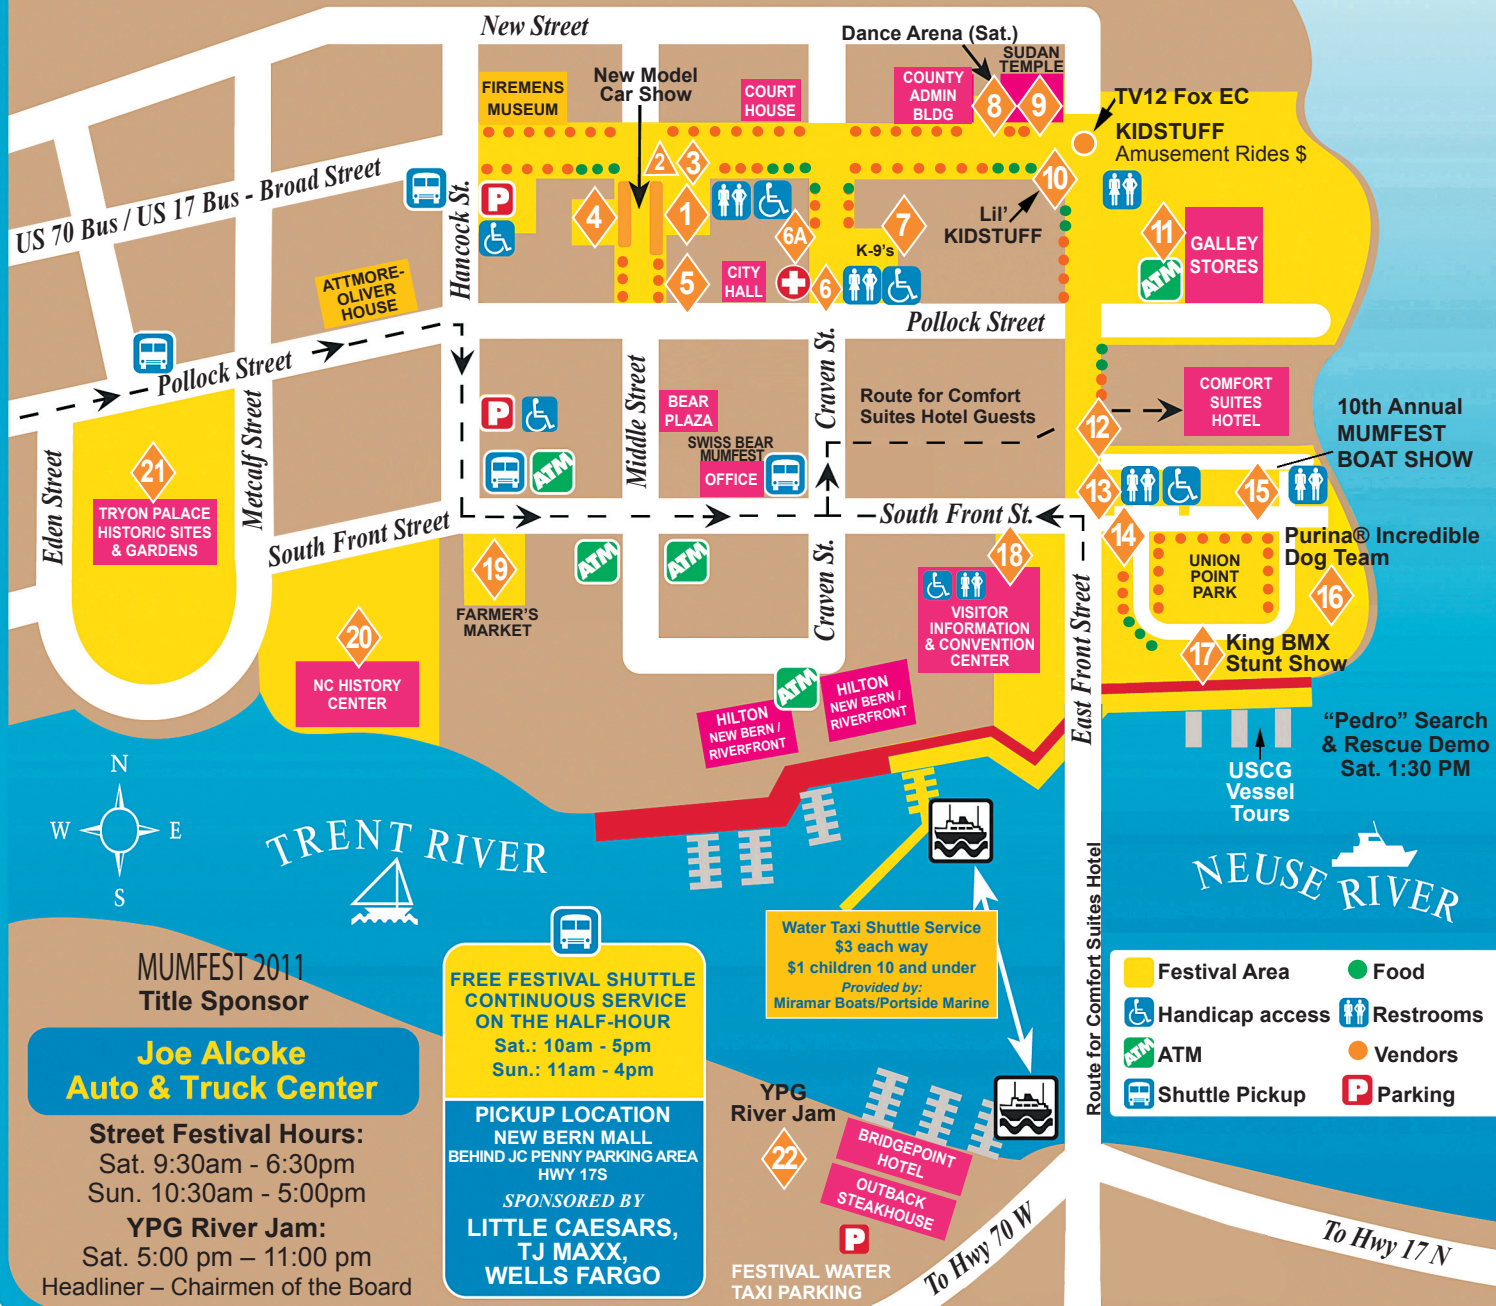 New Street
Dance Arena (Sat.)
SUDAN
TEMPLE
FIREMENS
MUSEUM
New Model
Car Show
COURT
HOUSE
COUNTY
ADMIN
BLDG
8
9
TV12 Fox EC
KIDSTUFF
Amusement Rides $
US 70 Bus / US 17 Bus - Broad Street
Hancock St.
P
2
3
4
1
6A
7
10
Lil'
KIDSTUFF
K-9's
11
GALLEY
STORES
ATM
ATTMORE-
OLIVER
HOUSE
5
CITY
HALL
6
Pollock Street
Pollock Street
Metcalf Street
Eden Street
Middle Street
Craven St.
P
BEAR
PLAZA
SWISS BEAR
MUMFEST
OFFICE
ATM
Route for Comfort
Suites Hotel Guests
12
COMFORT
SUITES
HOTEL
10th Annual
MUMFEST
BOAT SHOW
21
TRYON PALACE
HISTORIC SITES
& GARDENS
South Front Street
South Front St.
13
15
14
Purina® Incredible
Dog Team
UNION
POINT
PARK
16
17
King BMX
Stunt Show
19
FARMER'S
MARKET
ATM
ATM
Craven St.
18
VISITOR
INFORMATION
& CONVENTION
CENTER
East Front Street
20
NC HISTORY
CENTER
ATM
HILTON
NEW BERN /
RIVERFRONT
HILTON
NEW BERN /
RIVERFRONT
"Pedro" Search
& Rescue Demo
Sat. 1:30 PM
USCG
Vessel
Tours
N
W
E
S
TRENT RIVER
NEUSE RIVER
Route for Comfort Suites Hotel
Water Taxi Shuttle Service
$3 each way
$1 children 10 and under
Provided by:
Miramar Boats/Portside Marine
Festival Area
Food
Handicap access
Restrooms
ATM
ATM
Vendors
Shuttle Pickup
P
Parking
MUMFEST 2011
Title Sponsor
Joe Alcoke
Auto & Truck Center
Street Festival Hours:
Sat. 9:30am - 6:30pm
Sun. 10:30am - 5:00pm
YPG River Jam:
Sat. 5:00 pm – 11:00 pm
Headliner – Chairmen of the Board
FREE FESTIVAL SHUTTLE
CONTINUOUS SERVICE
ON THE HALF-HOUR
Sat.: 10am - 5pm
Sun.: 11am - 4pm
PICKUP LOCATION
NEW BERN MALL
BEHIND JC PENNY PARKING AREA
HWY 17S
SPONSORED BY
LITTLE CAESARS,
TJ MAXX,
WELLS FARGO
YPG
River Jam
22
BRIDGEPOINT
HOTEL
OUTBACK
STEAKHOUSE
P
FESTIVAL WATER
TAXI PARKING
To Hwy 70 W
To Hwy 17 N